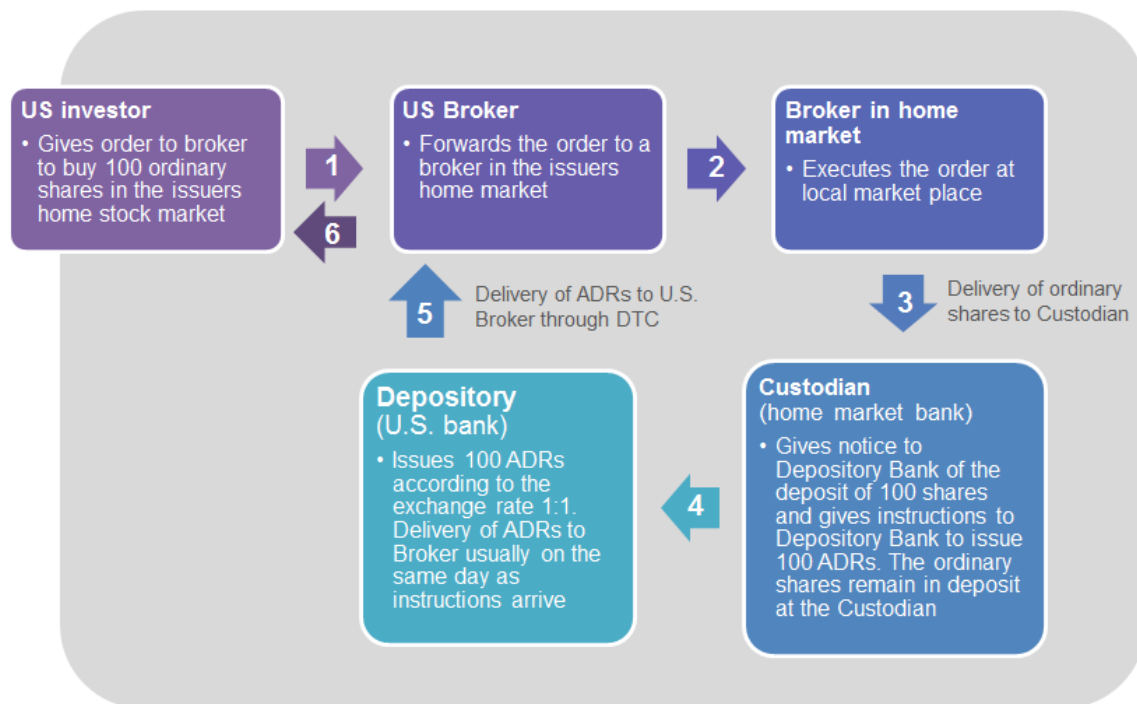 US investor
• Gives order to broker
to buy 100 ordinary
shares in the issuers
home stock market
1
6
US Broker
• Forwards the order to a
broker in the issuers
home market
2
Broker in home
market
• Executes the order at
local market place
3
Delivery of ordinary
shares to Custodian
Custodian
(home market bank)
• Gives notice to
Depository Bank of the
deposit of 100 shares
and gives instructions to
Depository Bank to issue
100 ADRs. The ordinary
shares remain in deposit
at the Custodian
4
Depository
(U.S. bank)
• Issues 100 ADRs
according to the
exchange rate 1:1.
Delivery of ADRs to
Broker usually on the
same day as
instructions arrive
5
Delivery of ADRs to U.S.
Broker through DTC